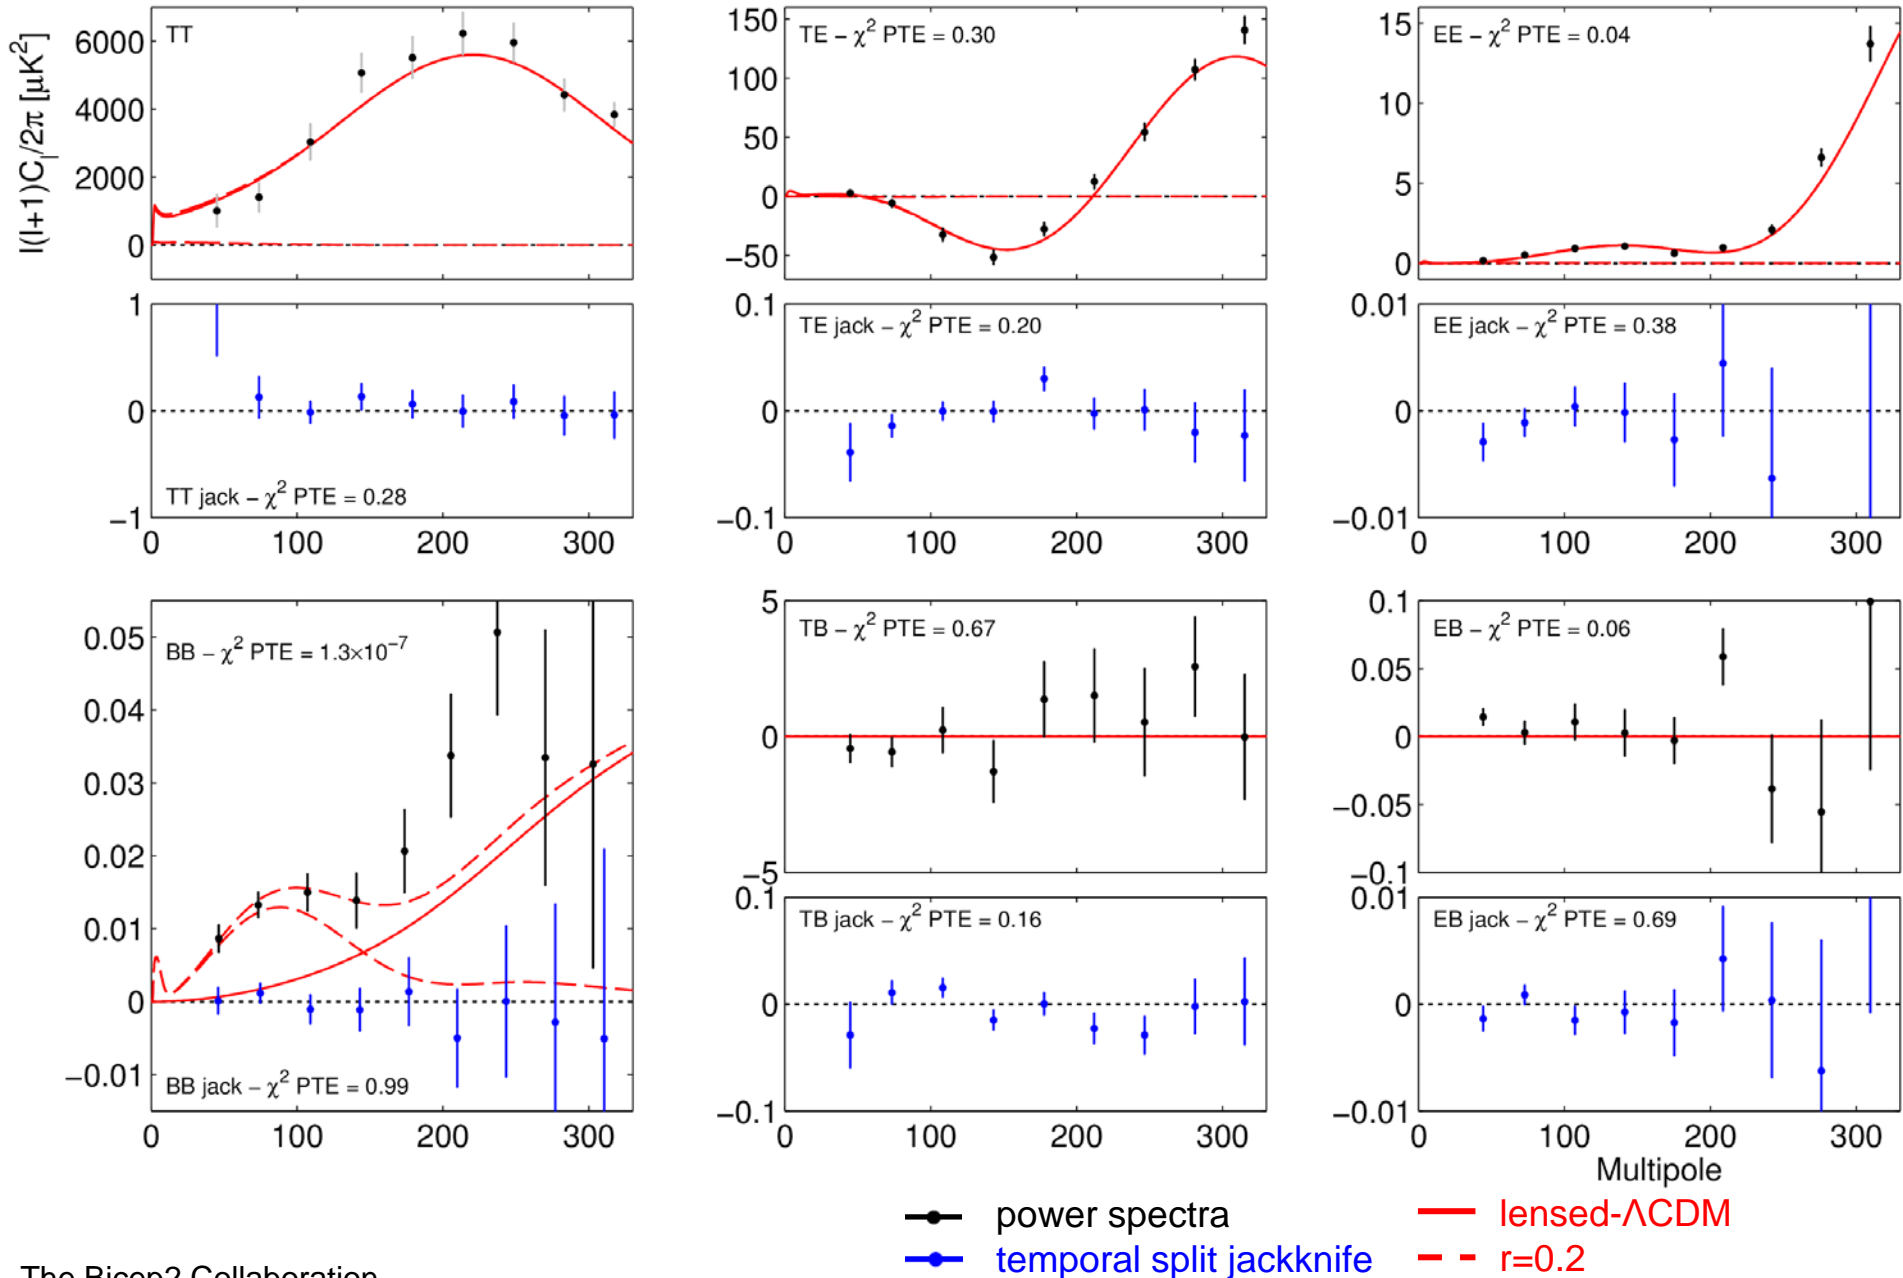 l(l+1)C_l/2π [μK²]
TT
6000
4000
2000
0
TE − χ² PTE = 0.30
150
100
50
0
−50
EE − χ² PTE = 0.04
15
10
5
0
TT jack − χ² PTE = 0.28
1
0
−1
0 100 200 300
TE jack − χ² PTE = 0.20
0.1
0
−0.1
0 100 200 300
EE jack − χ² PTE = 0.38
0.01
0
−0.01
0 100 200 300
BB − χ² PTE = 1.3×10⁻⁷
0.05
0.04
0.03
0.02
0.01
0
−0.01
BB jack − χ² PTE = 0.99
0 100 200 300
TB − χ² PTE = 0.67
5
0
−5
EB − χ² PTE = 0.06
0.1
0.05
0
−0.05
−0.1
TB jack − χ² PTE = 0.16
0.1
0
−0.1
0 100 200 300
EB jack − χ² PTE = 0.69
0.01
0
−0.01
0 100 200 300
Multipole
power spectra
temporal split jackknife
lensed-ΛCDM
r=0.2
The Bicep2 Collaboration